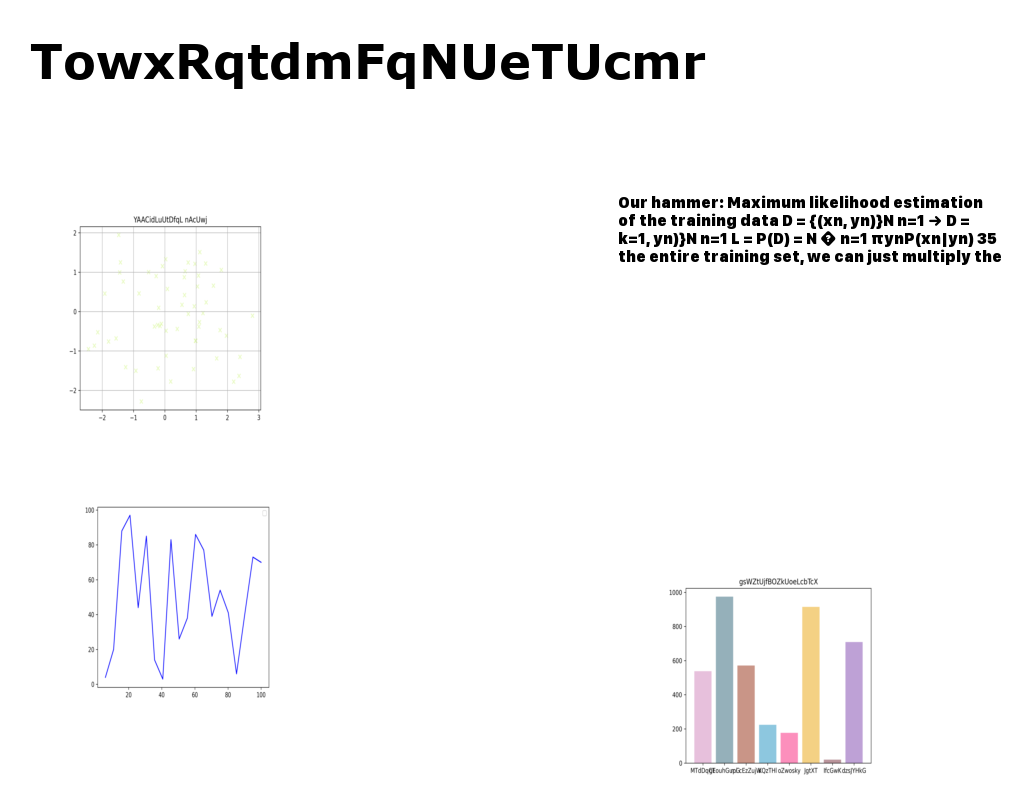 TowxRqtdmFqNUeTUcmr
YAACidLuUtDfqL nAcUwj
2
1
0
−1
−2
−2 −1 0 1 2 3
Our hammer: Maximum likelihood estimation
of the training data D = {(xn, yn)}N n=1 → D =
k=1, yn)}N n=1 L = P(D) = N � n=1 πynP(xn|yn) 35
the entire training set, we can just multiply the
100
80
60
40
20
0
20 40 60 80 100
gsWZtUjfBOZkUoeLcbTcX
1000
800
600
400
200
0
oZwosky JgtXT IfcGwK dzsJYHkG